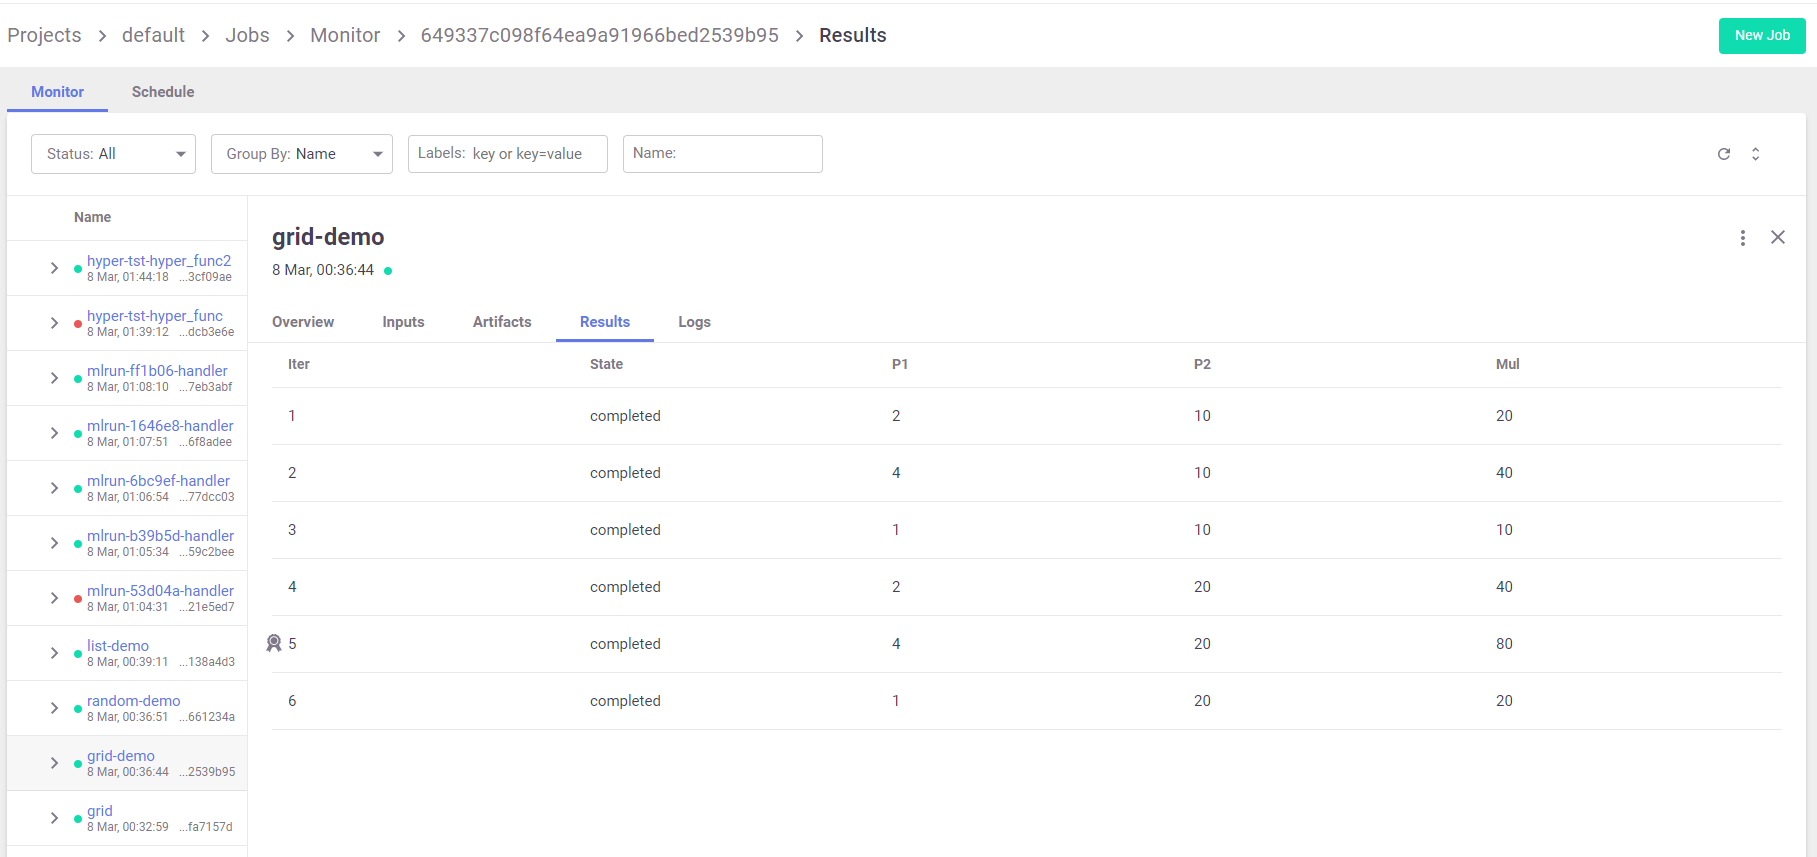 Projects > default > Jobs > Monitor > 649337c098f64ea9a91966bed2539b95 > Results
New Job
Monitor Schedule
Status: All Group By: Name Labels: key or key=value Name:
Name
hyper-tst-hyper_func2
8 Mar, 01:44:18 ...3cf09ae
hyper-tst-hyper_func
8 Mar, 01:39:12 ...dcb3e6e
mlrun-ff1b06-handler
8 Mar, 01:08:10 ...7eb3abf
mlrun-1646e8-handler
8 Mar, 01:07:51 ...6f8adee
mlrun-6bc9ef-handler
8 Mar, 01:06:54 ...77dcc03
mlrun-b39b5d-handler
8 Mar, 01:05:34 ...59c2bee
mlrun-53d04a-handler
8 Mar, 01:04:31 ...21e5ed7
list-demo
8 Mar, 00:39:11 ...138a4d3
random-demo
8 Mar, 00:36:51 ...661234a
grid-demo
8 Mar, 00:36:44 ...2539b95
grid
8 Mar, 00:32:59 ...fa7157d
grid-demo
8 Mar, 00:36:44
Overview Inputs Artifacts Results Logs
Iter State P1 P2 Mul
1 completed 2 10 20
2 completed 4 10 40
3 completed 1 10 10
4 completed 2 20 40
5 completed 4 20 80
6 completed 1 20 20